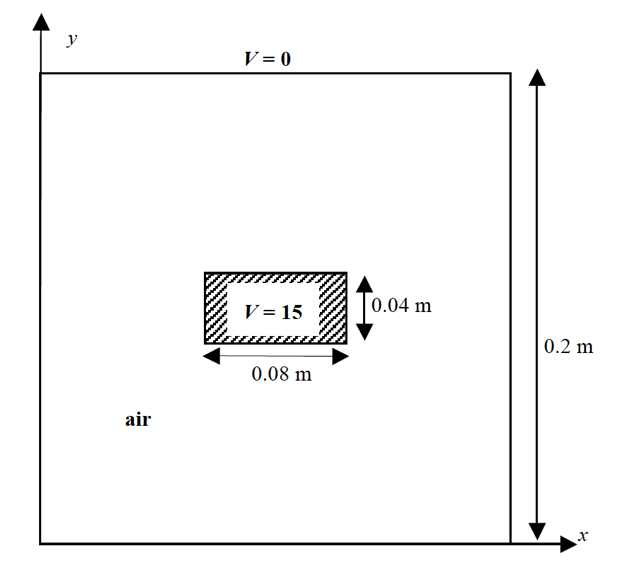 y
V = 0
V = 15
0.04 m
0.08 m
0.2 m
air
x